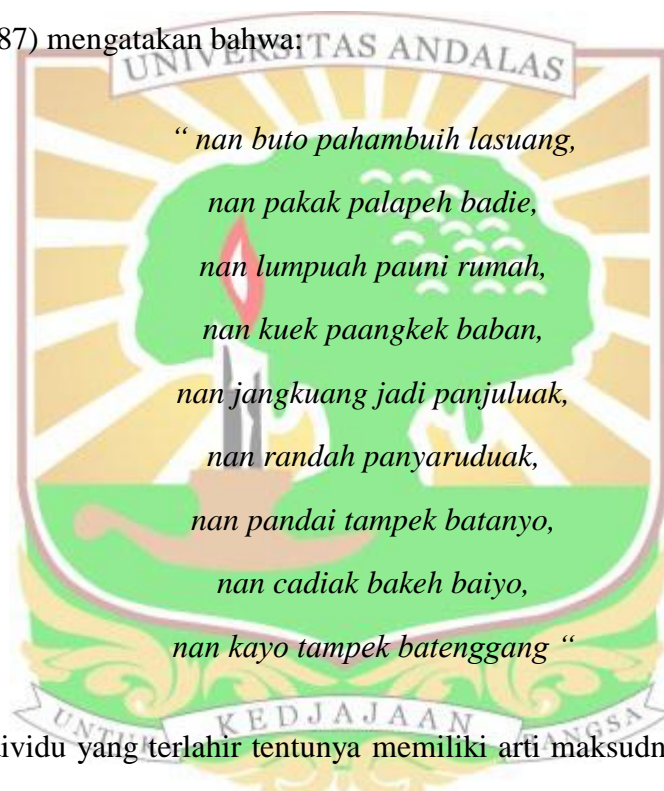 87) mengatakan bahwa:
UNIVERSITAS ANDALAS
“ nan buto pahambuih lasuang,
nan pakak palapeh badie,
nan lumpuah pauni rumah,
nan kuek paangkek baban,
nan jangkuang jadi panjuluak,
nan randah panyaruduak,
nan pandai tampek batanyo,
nan cadiak bakeh baiyo,
nan kayo tampek batenggang “
UNTUK KEDJAJAAN BANGSA
ividu yang terlahir tentunya memiliki arti maksudn